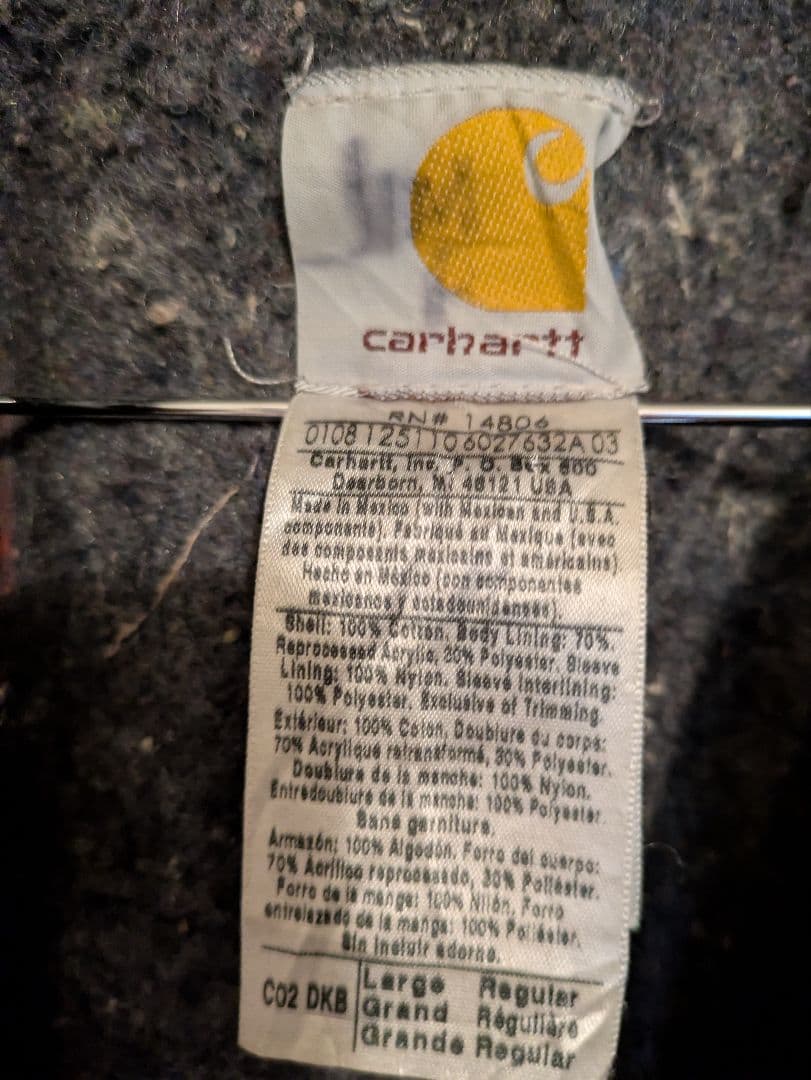 carhartt
RN# 14806
0108 125110 6027632A 03
Carhartt, Inc, P. O. Box 600
Dearborn, MI 48121 USA
Made in Mexico (with Mexican and U.S.A.
components). Fabriqué au Mexique (avec
des composants mexicains et américains)
Hecho en México (con componentes
mexicanos y estadounidenses).
Shell: 100% Cotton, Body Lining: 70%
Reprocessed Acrylic, 30% Polyester. Sleeve
Lining: 100% Nylon. Sleeve Interlining:
100% Polyester. Exclusive of Trimming.
Extérieur: 100% Coton, Doublure du corps:
70% Acrylique retransformé, 30% Polyester.
Doublure de la manche: 100% Nylon.
Entredoublure de la manche: 100% Polyester.
Sans garniture.
Armazón: 100% Algodón. Forro del cuerpo:
70% Acrílico reprocesado, 30% Poliéster.
Forro de la manga: 100% Nilón. Forro
entrelazado de la manga: 100% Poliéster.
Sin incluir adorno.
C02 DKB Large Regular
Grand Régulière
Grande Regular